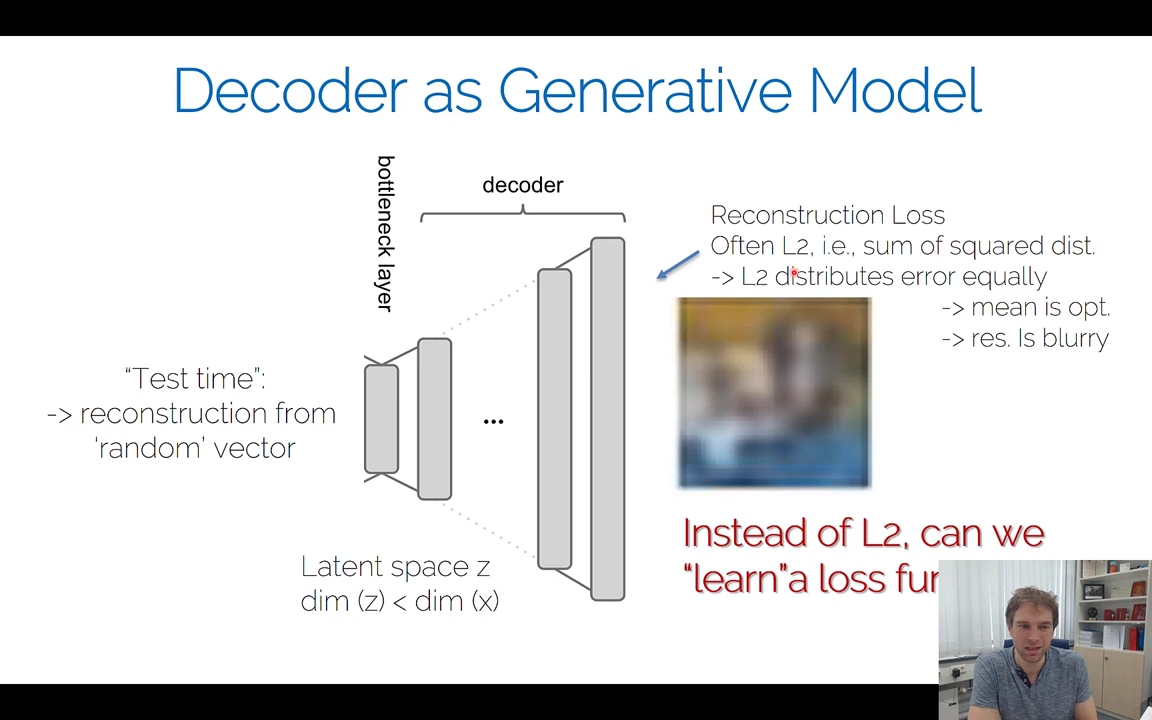 Decoder as Generative Model
bottleneck layer
decoder
Reconstruction Loss
Often L2, i.e., sum of squared dist.
-> L2 distributes error equally
-> mean is opt.
-> res. Is blurry
“Test time”:
-> reconstruction from
‘random’ vector
...
Latent space z
dim (z) < dim (x)
Instead of L2, can we
“learn”a loss